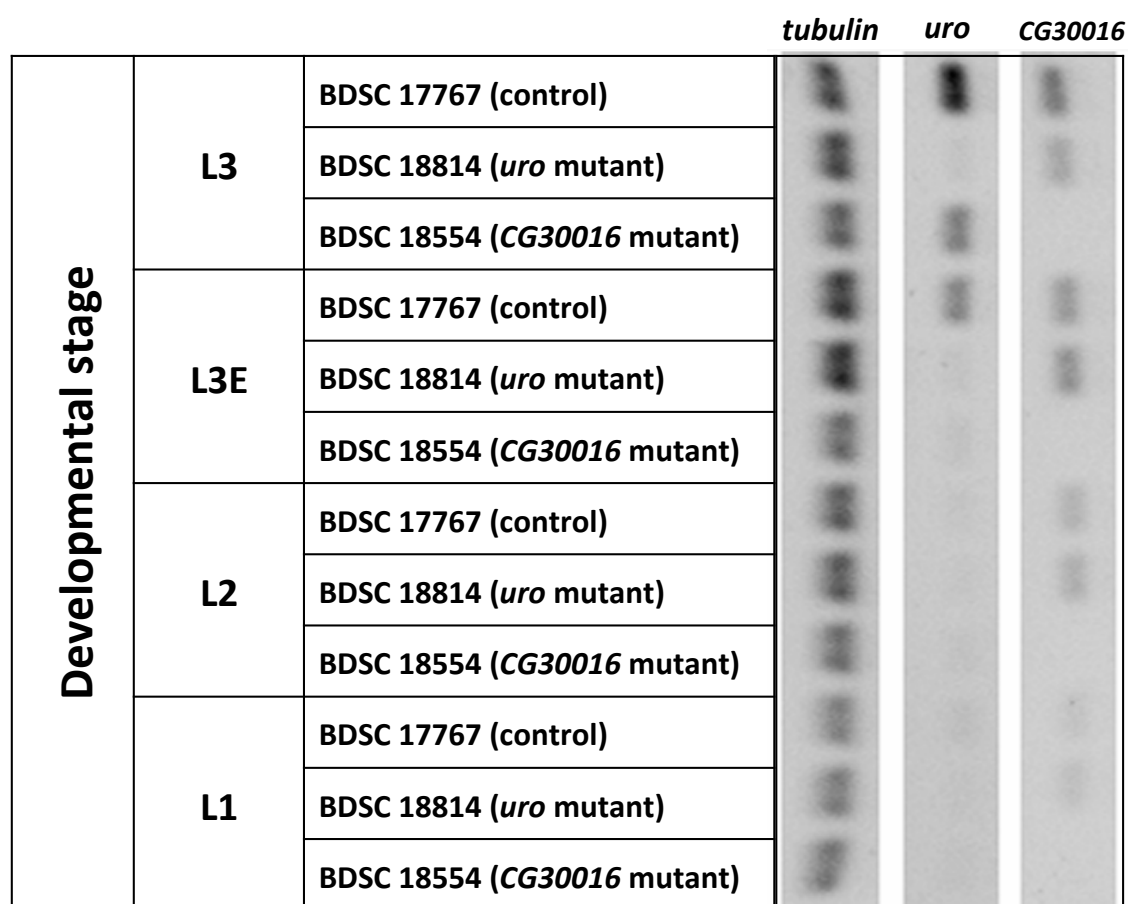 tubulin uro CG30016
Developmental stage
L3
BDSC 17767 (control)
BDSC 18814 (uro mutant)
BDSC 18554 (CG30016 mutant)
L3E
BDSC 17767 (control)
BDSC 18814 (uro mutant)
BDSC 18554 (CG30016 mutant)
L2
BDSC 17767 (control)
BDSC 18814 (uro mutant)
BDSC 18554 (CG30016 mutant)
L1
BDSC 17767 (control)
BDSC 18814 (uro mutant)
BDSC 18554 (CG30016 mutant)